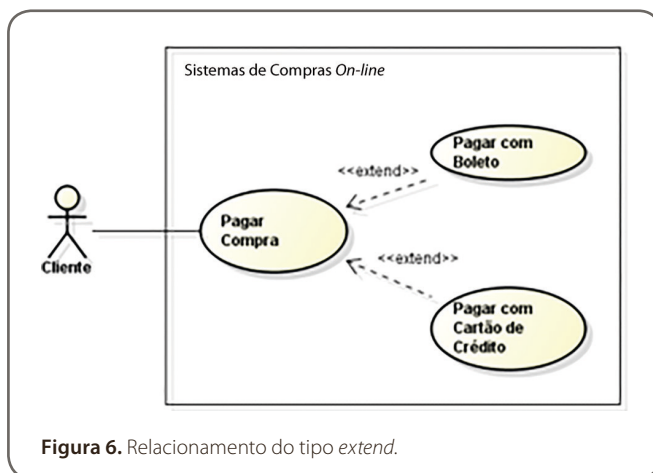 Sistemas de Compras On-line
Pagar com
Boleto
<<extend>>
Pagar
Compra
Cliente
<<extend>>
Pagar com
Cartão de
Crédito
Figura 6. Relacionamento do tipo extend.